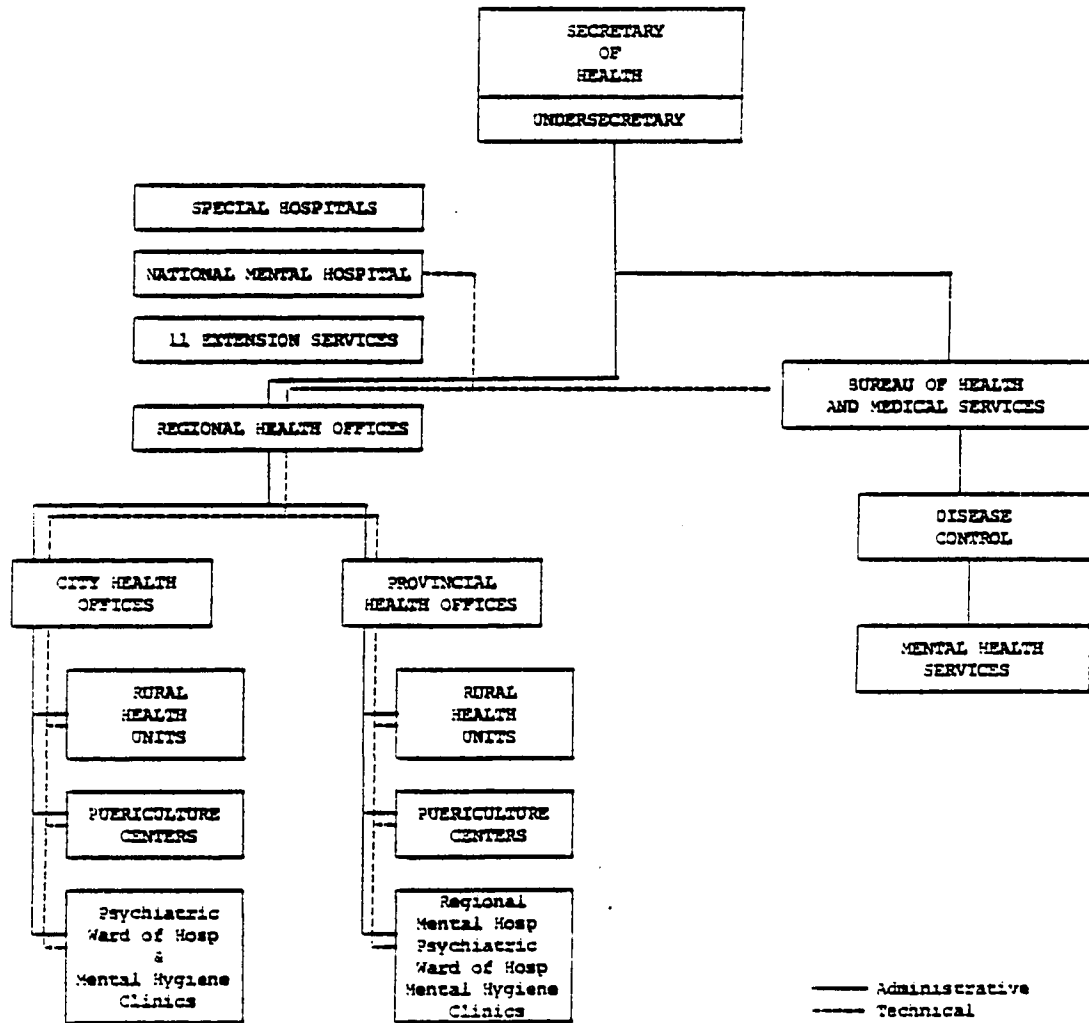 SECRETARY
OF
HEALTH
UNDERSECRETARY
SPECIAL HOSPITALS
NATIONAL MENTAL HOSPITAL
11 EXTENSION SERVICES
BUREAU OF HEALTH
AND MEDICAL SERVICES
REGIONAL HEALTH OFFICES
DISEASE
CONTROL
CITY HEALTH
OFFICES
PROVINCIAL
HEALTH OFFICES
MENTAL HEALTH
SERVICES
RURAL
HEALTH
UNITS
RURAL
HEALTH
UNITS
PUERICULTURE
CENTERS
PUERICULTURE
CENTERS
Psychiatric
Ward of Hosp
&
Mental Hygiene
Clinics
Regional
Mental Hosp
Psychiatric
Ward of Hosp
Mental Hygiene
Clinics
Administrative
Technical